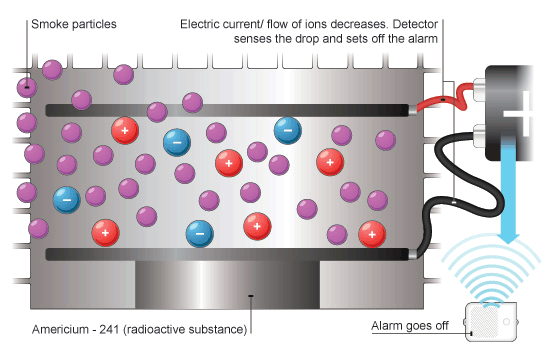 Smoke particles
Electric current/ flow of ions decreases. Detector
senses the drop and sets off the alarm
+
−
−
+
+
−
+
−
+
+
Americium - 241 (radioactive substance)
Alarm goes off